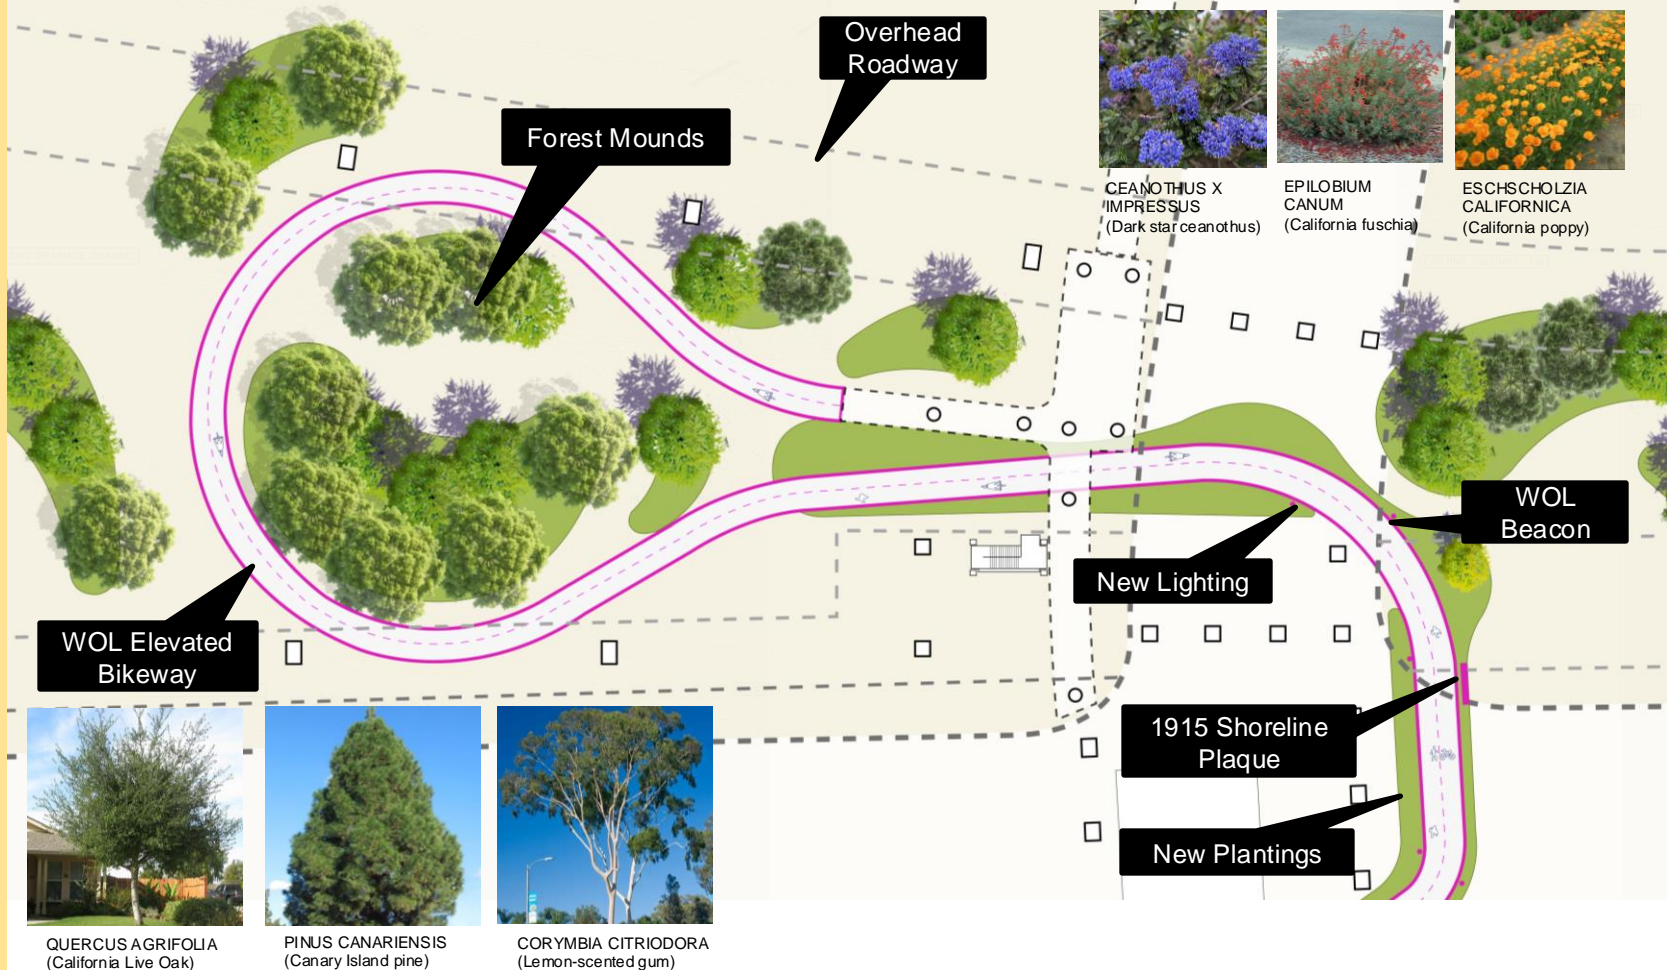 Overhead
Roadway
Forest Mounds
CEANOTHUS X
IMPRESSUS
(Dark star ceanothus)
EPILOBIUM
CANUM
(California fuschia)
ESCHSCHOLZIA
CALIFORNICA
(California poppy)
WOL
Beacon
New Lighting
WOL Elevated
Bikeway
1915 Shoreline
Plaque
New Plantings
QUERCUS AGRIFOLIA
(California Live Oak)
PINUS CANARIENSIS
(Canary Island pine)
CORYMBIA CITRIODORA
(Lemon-scented gum)